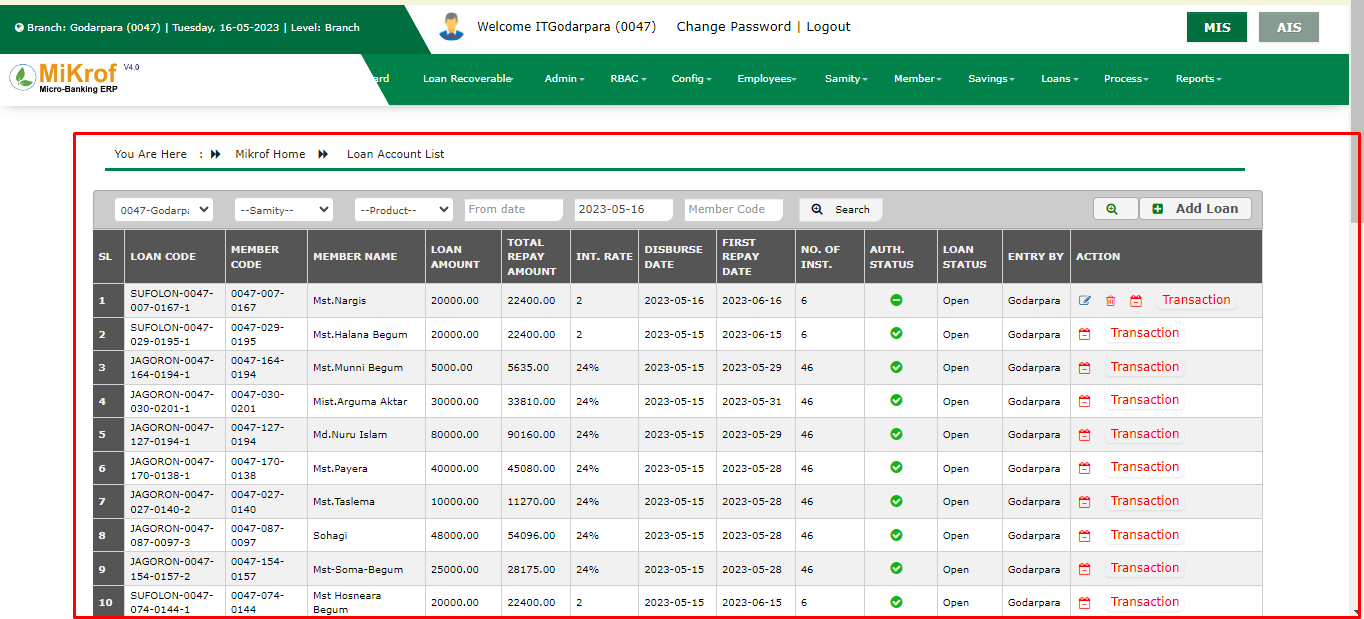 Branch: Godarpara (0047) | Tuesday, 16-05-2023 | Level: Branch
Welcome ITGodarpara (0047) Change Password | Logout
MIS AIS
MiKrof V4.0
Micro-Banking ERP
ard Loan Recoverable Admin RBAC Config Employees Samity Member Savings Loans Process Reports
You Are Here : Mikrof Home Loan Account List
0047-Godarpa --Samity-- --Product-- From date 2023-05-16 Member Code Search Add Loan
SL LOAN CODE MEMBER CODE MEMBER NAME LOAN AMOUNT TOTAL REPAY AMOUNT INT. RATE DISBURSE DATE FIRST REPAY DATE NO. OF INST. AUTH. STATUS LOAN STATUS ENTRY BY ACTION
1 SUFOLON-0047-007-0167-1 0047-007-0167 Mst.Nargis 20000.00 22400.00 2 2023-05-16 2023-06-16 6 Open Godarpara Transaction
2 SUFOLON-0047-029-0195-1 0047-029-0195 Mst.Halana Begum 20000.00 22400.00 2 2023-05-15 2023-06-15 6 Open Godarpara Transaction
3 JAGORON-0047-164-0194-1 0047-164-0194 Mst.Munni Begum 5000.00 5635.00 24% 2023-05-15 2023-05-29 46 Open Godarpara Transaction
4 JAGORON-0047-030-0201-1 0047-030-0201 Mist.Arguma Aktar 30000.00 33810.00 24% 2023-05-15 2023-05-31 46 Open Godarpara Transaction
5 JAGORON-0047-127-0194-1 0047-127-0194 Md.Nuru Islam 80000.00 90160.00 24% 2023-05-15 2023-05-29 46 Open Godarpara Transaction
6 JAGORON-0047-170-0138-1 0047-170-0138 Mst.Payera 40000.00 45080.00 24% 2023-05-15 2023-05-28 46 Open Godarpara Transaction
7 JAGORON-0047-027-0140-2 0047-027-0140 Mst.Taslema 10000.00 11270.00 24% 2023-05-15 2023-05-28 46 Open Godarpara Transaction
8 JAGORON-0047-087-0097-3 0047-087-0097 Sohagi 48000.00 54096.00 24% 2023-05-15 2023-05-28 46 Open Godarpara Transaction
9 JAGORON-0047-154-0157-2 0047-154-0157 Mst-Soma-Begum 25000.00 28175.00 24% 2023-05-15 2023-05-28 46 Open Godarpara Transaction
10 SUFOLON-0047-074-0144-1 0047-074-0144 Mst Hosneara Begum 20000.00 22400.00 2 2023-05-15 2023-06-15 6 Open Godarpara Transaction